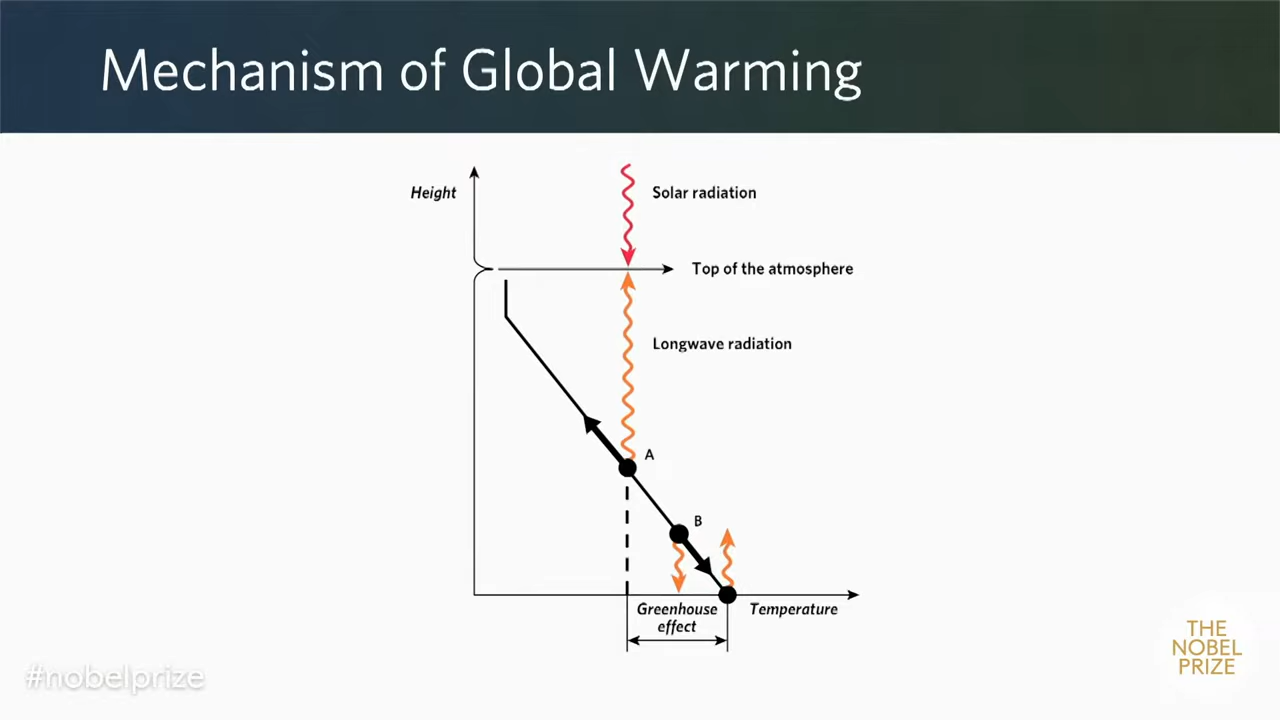 Mechanism of Global Warming
Height
Solar radiation
Top of the atmosphere
Longwave radiation
A
B
Greenhouse
effect
Temperature
#nobelprize
THE
NOBEL
PRIZE